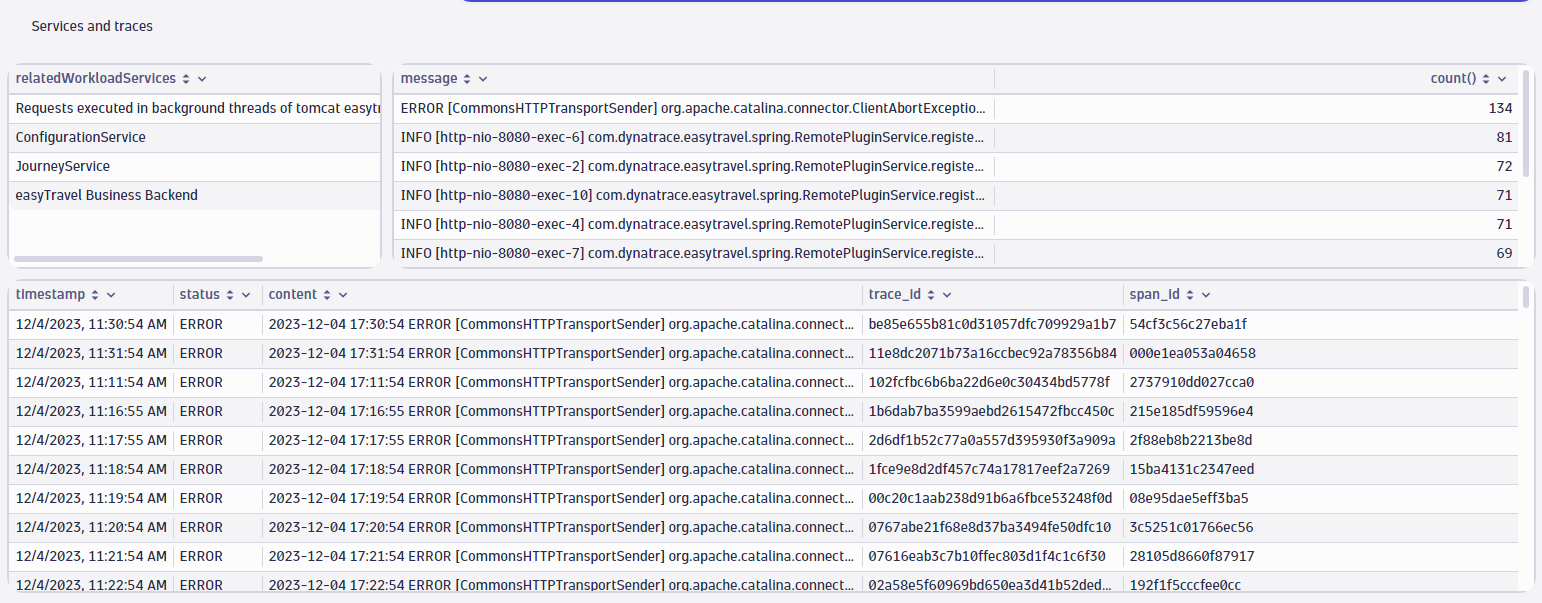 Services and traces
relatedWorkloadServices
Requests executed in background threads of tomcat easytr
ConfigurationService
JourneyService
easyTravel Business Backend
message count()
ERROR [CommonsHTTPTransportSender] org.apache.catalina.connector.ClientAbortExceptio... 134
INFO [http-nio-8080-exec-6] com.dynatrace.easytravel.spring.RemotePluginService.registe... 81
INFO [http-nio-8080-exec-2] com.dynatrace.easytravel.spring.RemotePluginService.registe... 72
INFO [http-nio-8080-exec-10] com.dynatrace.easytravel.spring.RemotePluginService.regist... 71
INFO [http-nio-8080-exec-4] com.dynatrace.easytravel.spring.RemotePluginService.registe... 71
INFO [http-nio-8080-exec-7] com.dynatrace.easytravel.spring.RemotePluginService.registe... 69
timestamp status content trace_id span_id
12/4/2023, 11:30:54 AM ERROR 2023-12-04 17:30:54 ERROR [CommonsHTTPTransportSender] org.apache.catalina.connect... be85e655b81c0d31057dfc709929a1b7 54cf3c56c27eba1f
12/4/2023, 11:31:54 AM ERROR 2023-12-04 17:31:54 ERROR [CommonsHTTPTransportSender] org.apache.catalina.connect... 11e8dc2071b73a16ccbec92a78356b84 000e1ea053a04658
12/4/2023, 11:11:54 AM ERROR 2023-12-04 17:11:54 ERROR [CommonsHTTPTransportSender] org.apache.catalina.connect... 102fcfbc6b6ba22d6e0c30434bd5778f 2737910dd027cca0
12/4/2023, 11:16:55 AM ERROR 2023-12-04 17:16:55 ERROR [CommonsHTTPTransportSender] org.apache.catalina.connect... 1b6dab7ba3599aebd2615472fbcc450c 215e185df59596e4
12/4/2023, 11:17:55 AM ERROR 2023-12-04 17:17:55 ERROR [CommonsHTTPTransportSender] org.apache.catalina.connect... 2d6df1b52c77a0a557d395930f3a909a 2f88eb8b2213be8d
12/4/2023, 11:18:54 AM ERROR 2023-12-04 17:18:54 ERROR [CommonsHTTPTransportSender] org.apache.catalina.connect... 1fce9e8d2df457c74a17817eef2a7269 15ba4131c2347eed
12/4/2023, 11:19:54 AM ERROR 2023-12-04 17:19:54 ERROR [CommonsHTTPTransportSender] org.apache.catalina.connect... 00c20c1aab238d91b6a6fbce53248f0d 08e95dae5eff3ba5
12/4/2023, 11:20:54 AM ERROR 2023-12-04 17:20:54 ERROR [CommonsHTTPTransportSender] org.apache.catalina.connect... 0767abe21f68e8d37ba3494fe50dfc10 3c5251c01766ec56
12/4/2023, 11:21:54 AM ERROR 2023-12-04 17:21:54 ERROR [CommonsHTTPTransportSender] org.apache.catalina.connect... 07616eab3c7b10ffec803d1f4c1c6f30 28105d8660f87917
12/4/2023, 11:22:54 AM ERROR 2023-12-04 17:22:54 ERROR [CommonsHTTPTransportSender] org.apache.catalina.connect... 02a58e5f60969bd650ea3d41b52ded... 192f1f5cccfee0cc